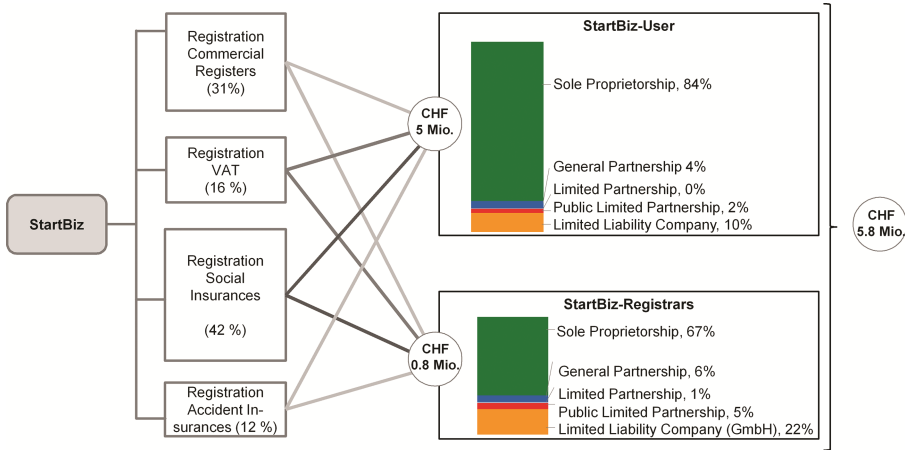 StartBiz
Registration
Commercial
Registers
(31%)
Registration
VAT
(16 %)
Registration
Social
Insurances
(42 %)
Registration
Accident In-
surances (12 %)
CHF
5 Mio.
CHF
0.8 Mio.
StartBiz-User
Sole Proprietorship, 84%
General Partnership 4%
Limited Partnership, 0%
Public Limited Partnership, 2%
Limited Liability Company, 10%
StartBiz-Registrars
Sole Proprietorship, 67%
General Partnership, 6%
Limited Partnership, 1%
Public Limited Partnership, 5%
Limited Liability Company (GmbH), 22%
CHF
5.8 Mio.